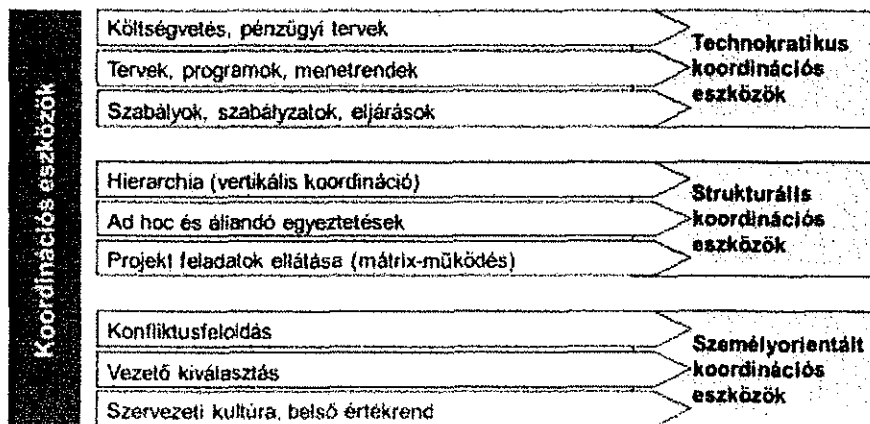 Koordinációs eszközök
Költségvetés, pénzügyi tervek
Tervek, programok, menetrendek
Szabályok, szabályzatok, eljárások
Technokratikus
koordinációs
eszközök
Hierarchia (vertikális koordináció)
Ad hoc és állandó egyeztetések
Projekt feladatok ellátása (mátrix-működés)
Strukturális
koordinációs
eszközök
Konfliktusfeloldás
Vezető kiválasztás
Szervezeti kultúra, belső értékrend
Személyorientált
koordinációs
eszközök